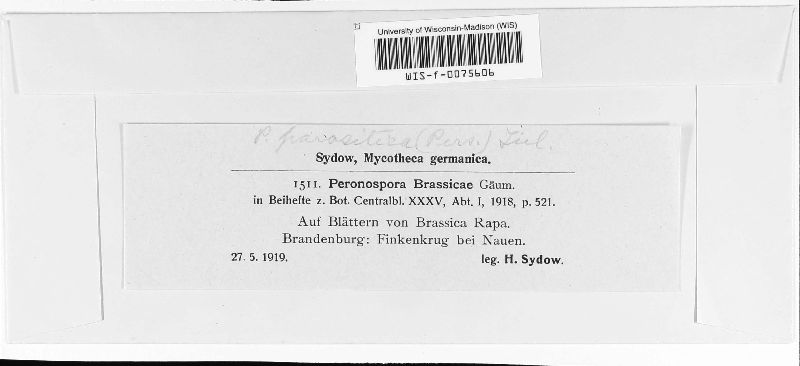 University of Wisconsin-Madison (WIS)
WIS-f-0075606
P. parasitica (Pers.) Tul.
Sydow, Mycotheca germanica.
1511. Peronospora Brassicae Gäum.
in Beihefte z. Bot. Centralbl. XXXV, Abt. I, 1918, p. 521.
Auf Blättern von Brassica Rapa.
Brandenburg: Finkenkrug bei Nauen.
27. 5. 1919. leg. H. Sydow.